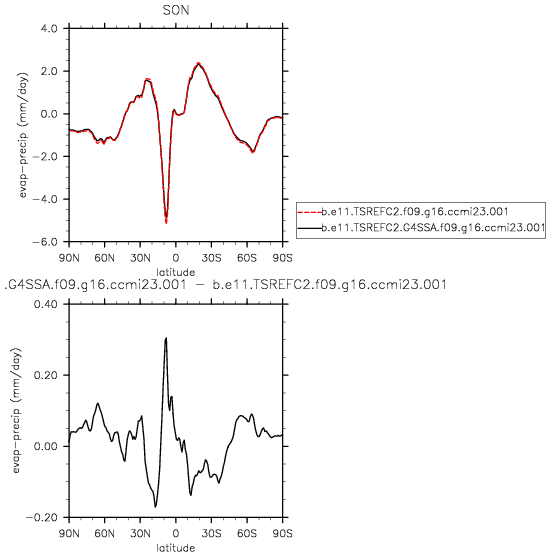 SON
4.0
2.0
0.0
−2.0
−4.0
−6.0
evap−precip (mm/day)
90N 60N 30N 0 30S 60S 90S
latitude
b.e11.TSREFC2.f09.g16.ccmi23.001
b.e11.TSREFC2.G4SSA.f09.g16.ccmi23.001
.G4SSA.f09.g16.ccmi23.001 − b.e11.TSREFC2.f09.g16.ccmi23.001
0.40
0.20
0.00
−0.20
evap−precip (mm/day)
90N 60N 30N 0 30S 60S 90S
latitude